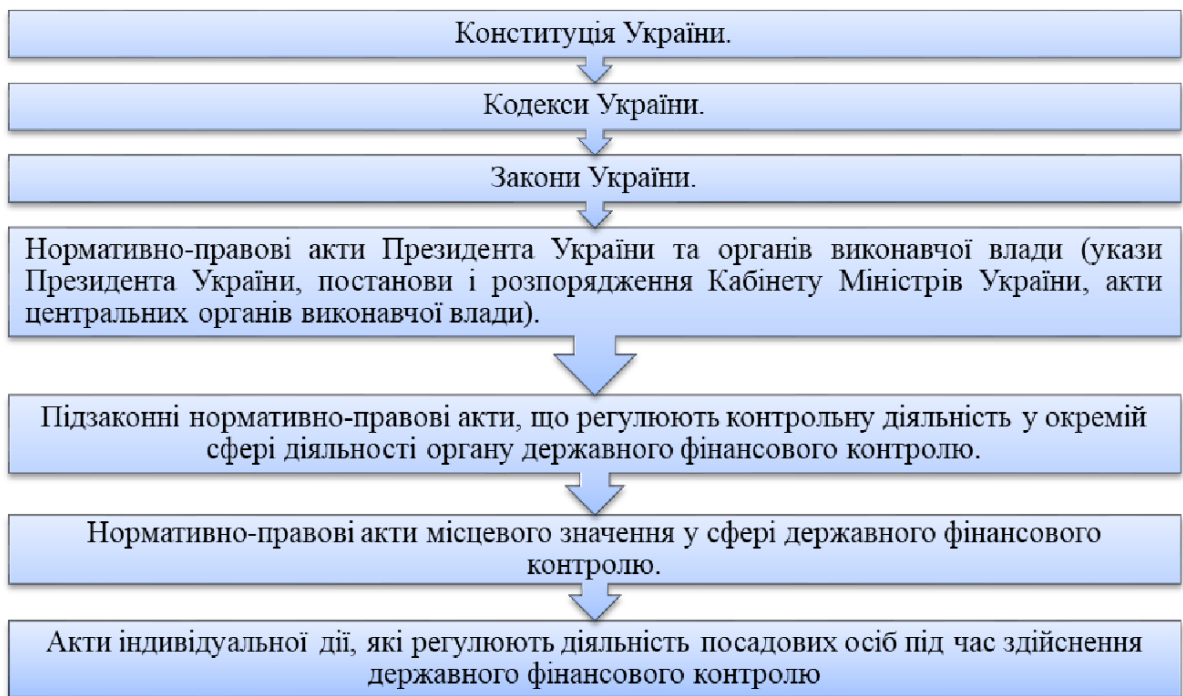 Конституція України.
Кодекси України.
Закони України.
Нормативно-правові акти Президента України та органів виконавчої влади (укази
Президента України, постанови і розпорядження Кабінету Міністрів України, акти
центральних органів виконавчої влади).
Підзаконні нормативно-правові акти, що регулюють контрольну діяльність у окремій
сфері діяльності органу державного фінансового контролю.
Нормативно-правові акти місцевого значення у сфері державного фінансового
контролю.
Акти індивідуальної дії, які регулюють діяльність посадових осіб під час здійснення
державного фінансового контролю